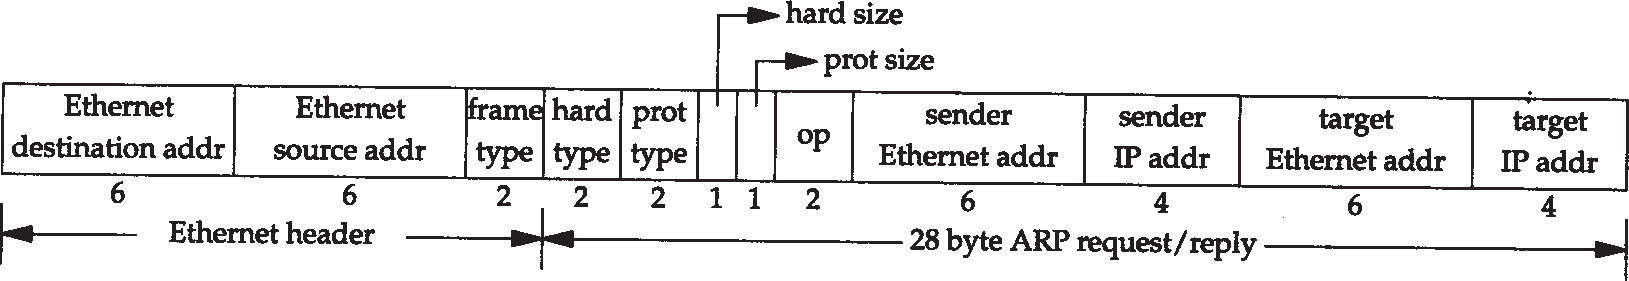 hard size
prot size
Ethernet
destination addr
Ethernet
source addr
frame
type
hard
type
prot
type
op
sender
Ethernet addr
sender
IP addr
target
Ethernet addr
target
IP addr
6
6
2
2
2
1
1
2
6
4
6
4
Ethernet header
28 byte ARP request/reply